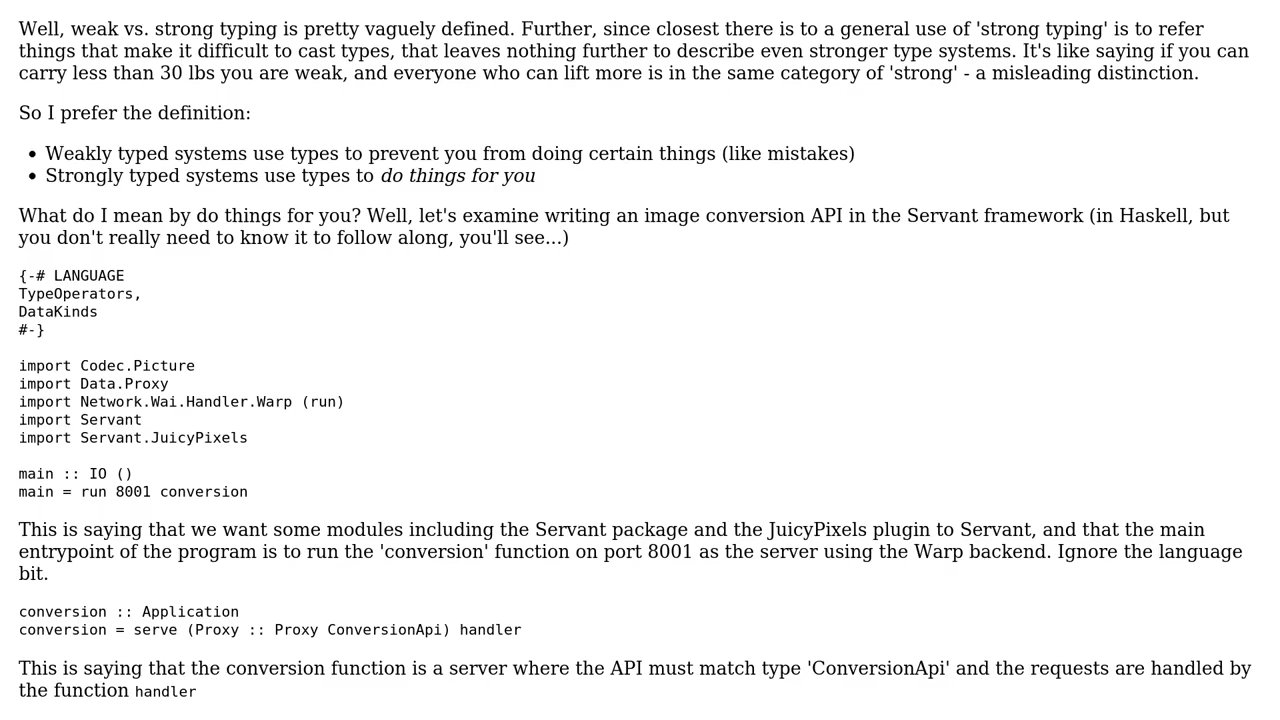 Well, weak vs. strong typing is pretty vaguely defined. Further, since closest there is to a general use of 'strong typing' is to refer
things that make it difficult to cast types, that leaves nothing further to describe even stronger type systems. It's like saying if you can
carry less than 30 lbs you are weak, and everyone who can lift more is in the same category of 'strong' - a misleading distinction.
So I prefer the definition:
• Weakly typed systems use types to prevent you from doing certain things (like mistakes)
• Strongly typed systems use types to do things for you
What do I mean by do things for you? Well, let's examine writing an image conversion API in the Servant framework (in Haskell, but
you don't really need to know it to follow along, you'll see...)
{-# LANGUAGE
TypeOperators,
DataKinds
#-}
import Codec.Picture
import Data.Proxy
import Network.Wai.Handler.Warp (run)
import Servant
import Servant.JuicyPixels
main :: IO ()
main = run 8001 conversion
This is saying that we want some modules including the Servant package and the JuicyPixels plugin to Servant, and that the main
entrypoint of the program is to run the 'conversion' function on port 8001 as the server using the Warp backend. Ignore the language
bit.
conversion :: Application
conversion = serve (Proxy :: Proxy ConversionApi) handler
This is saying that the conversion function is a server where the API must match type 'ConversionApi' and the requests are handled by
the function handler